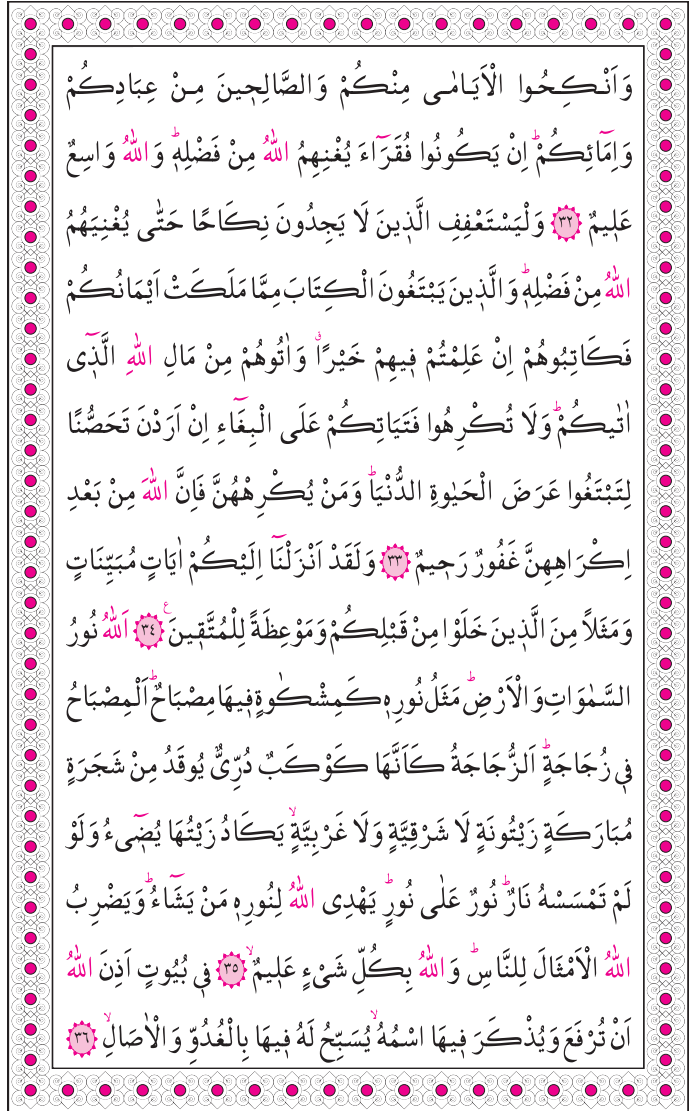 وَاَنْكِحُوا الْاَيَامٰى مِنْكُمْ وَالصَّالِحٖينَ مِنْ عِبَادِكُمْ
وَاِمَٓائِكُمْؕ اِنْ يَكُونُوا فُقَرَٓاءَ يُغْنِهِمُ اللّٰهُ مِنْ فَضْلِهٖؕ وَاللّٰهُ وَاسِعٌ
عَلٖيمٌ ﴿٣٢﴾ وَلْيَسْتَعْفِفِ الَّذٖينَ لَا يَجِدُونَ نِكَاحًا حَتّٰى يُغْنِيَهُمُ
اللّٰهُ مِنْ فَضْلِهٖؕ وَالَّذٖينَ يَبْتَغُونَ الْكِتَابَ مِمَّا مَلَكَتْ اَيْمَانُكُمْ
فَكَاتِبُوهُمْ اِنْ عَلِمْتُمْ فٖيهِمْ خَيْرًاۗ وَاٰتُوهُمْ مِنْ مَالِ اللّٰهِ الَّذٖٓى
اٰتٰيكُمْؕ وَلَا تُكْرِهُوا فَتَيَاتِكُمْ عَلَى الْبِغَٓاءِ اِنْ اَرَدْنَ تَحَصُّنًا
لِتَبْتَغُوا عَرَضَ الْحَيٰوةِ الدُّنْيَاؕ وَمَنْ يُكْرِهْهُنَّ فَاِنَّ اللّٰهَ مِنْ بَعْدِ
اِكْرَاهِهِنَّ غَفُورٌ رَحٖيمٌ ﴿٣٣﴾ وَلَقَدْ اَنْزَلْنَٓا اِلَيْكُمْ اٰيَاتٍ مُبَيِّنَاتٍ
وَمَثَلًا مِنَ الَّذٖينَ خَلَوْا مِنْ قَبْلِكُمْ وَمَوْعِظَةً لِلْمُتَّقٖينَ ع ﴿٣٤﴾ اَللّٰهُ نُورُ
السَّمٰوَاتِ وَالْاَرْضِؕ مَثَلُ نُورِهٖ كَمِشْكٰوةٍ فٖيهَا مِصْبَاحٌؕ اَلْمِصْبَاحُ
فٖى زُجَاجَةٍؕ اَلزُّجَاجَةُ كَاَنَّهَا كَوْكَبٌ دُرِّىٌّ يُوقَدُ مِنْ شَجَرَةٍ
مُبَارَكَةٍ زَيْتُونَةٍ لَا شَرْقِيَّةٍ وَلَا غَرْبِيَّةٍۙ يَكَادُ زَيْتُهَا يُضٖٓىءُ وَلَوْ
لَمْ تَمْسَسْهُ نَارٌؕ نُورٌ عَلٰى نُورٍؕ يَهْدِى اللّٰهُ لِنُورِهٖ مَنْ يَشَٓاءُؕ وَيَضْرِبُ
اللّٰهُ الْاَمْثَالَ لِلنَّاسِؕ وَاللّٰهُ بِكُلِّ شَىْءٍ عَلٖيمٌۙ ﴿٣٥﴾ فٖى بُيُوتٍ اَذِنَ اللّٰهُ
اَنْ تُرْفَعَ وَيُذْكَرَ فٖيهَا اسْمُهُۙ يُسَبِّحُ لَهُ فٖيهَا بِالْغُدُوِّ وَالْاٰصَالِۙ ﴿٣٦﴾